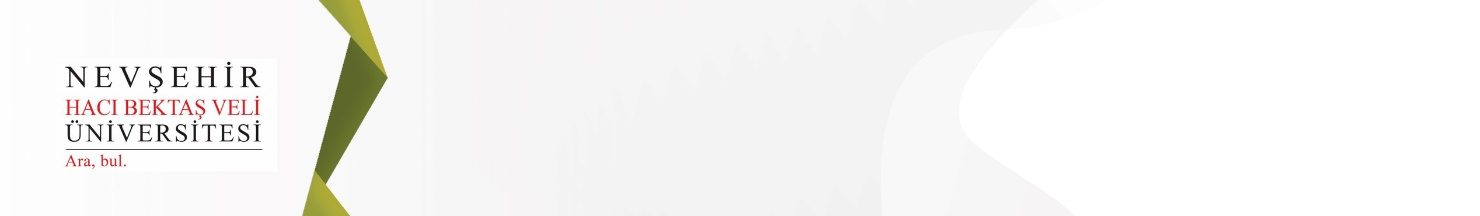 NEVŞEHİR
HACI BEKTAŞ VELİ
ÜNİVERSİTESİ
Ara, bul.